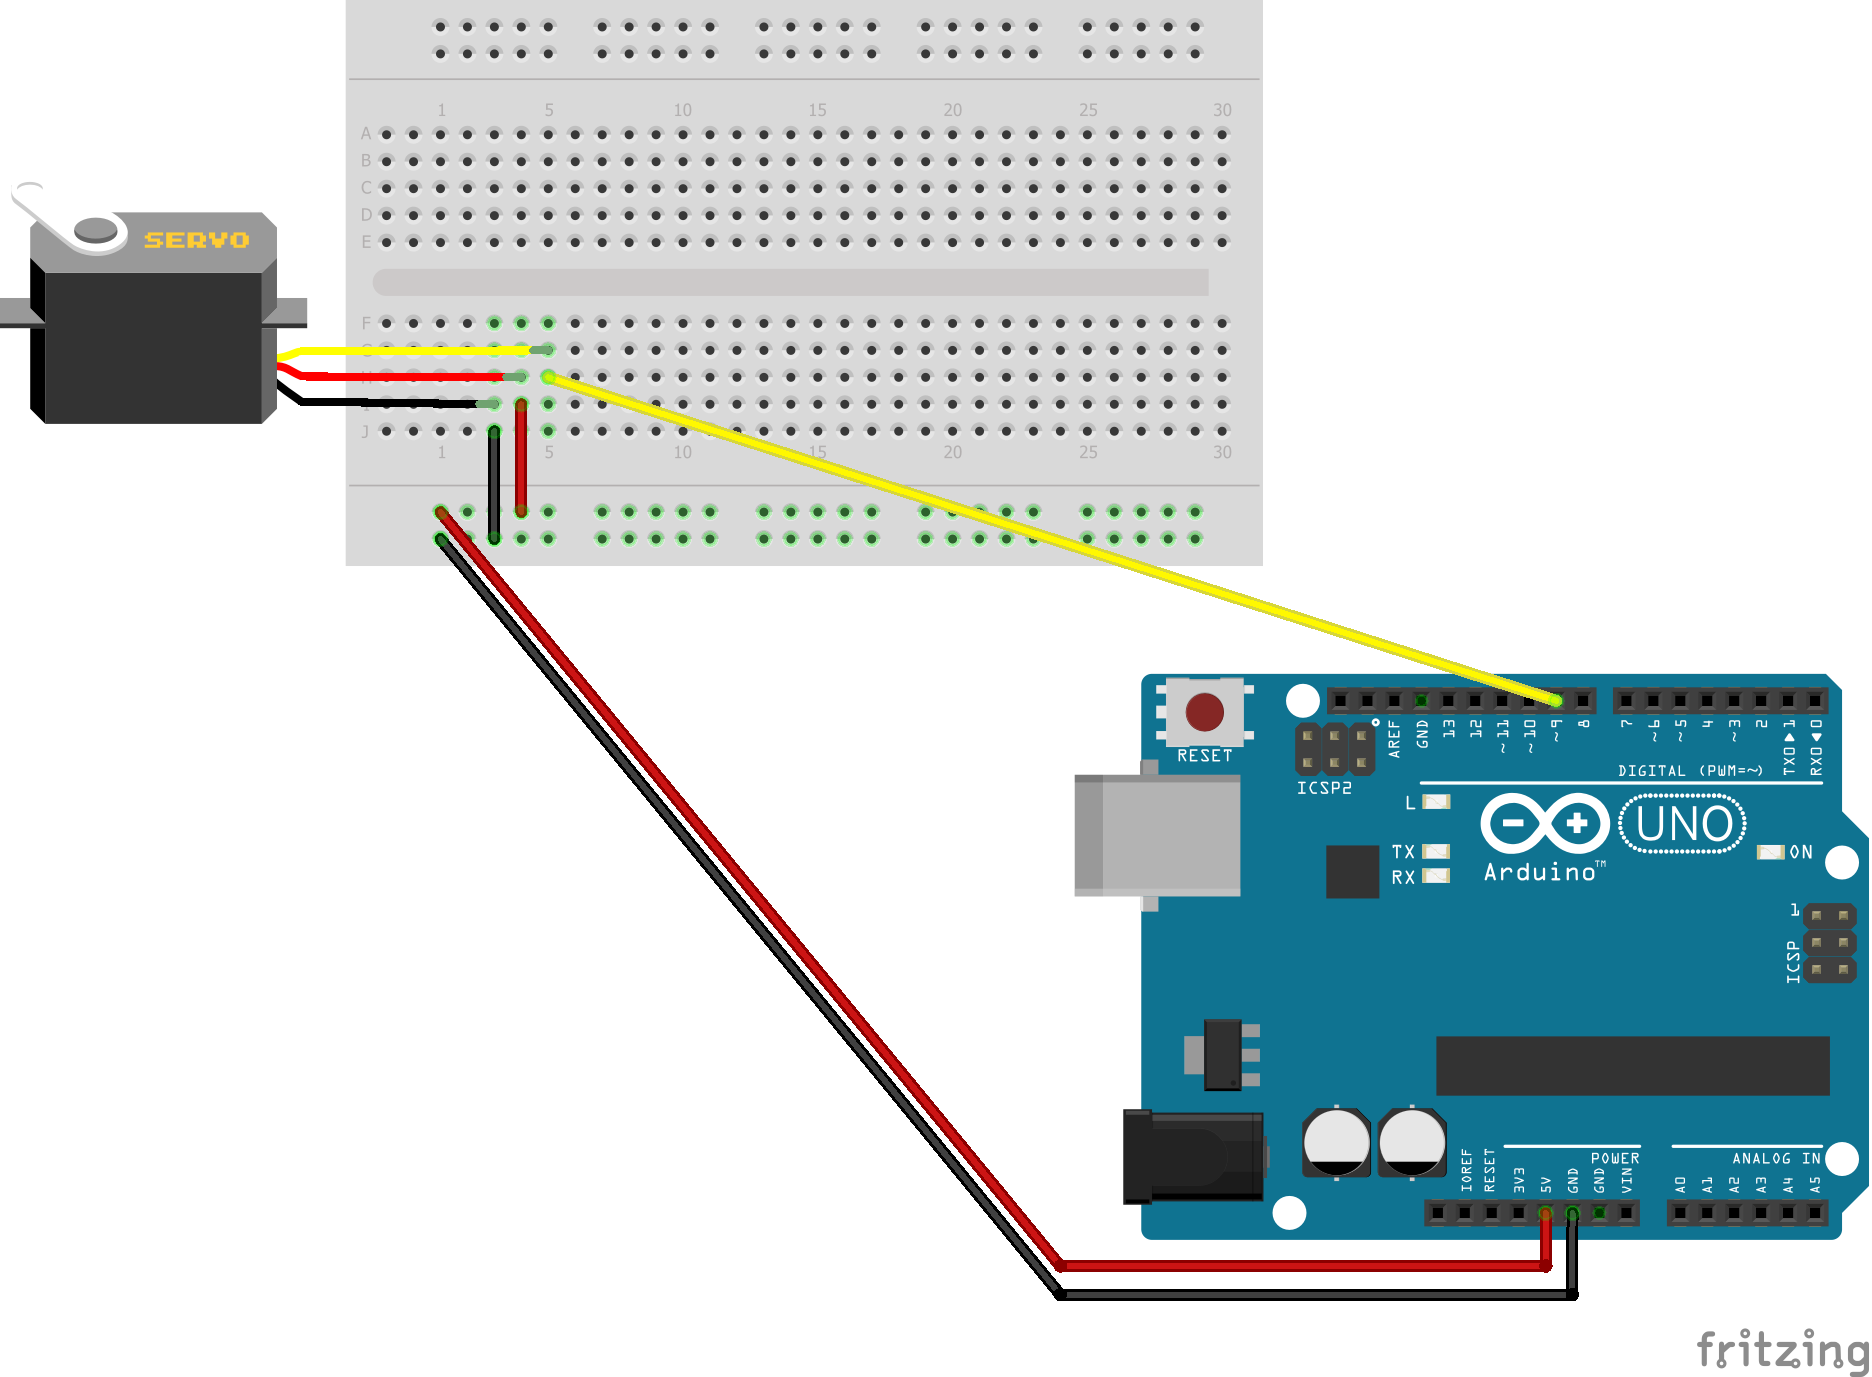 1 5 10 15 20 25 30
A
B
C
D
E
SERVO
F
J
1 5 10 15 20 25 30
RESET
AREF
GND
13
12
~11
~10
~9
8
7
~6
~5
4
~3
2
TX0▶1
RX0◀0
DIGITAL (PWM=~)
ICSP2
L
TX
RX
UNO
Arduino™
ON
1
ICSP
POWER
ANALOG IN
IOREF
RESET
3V3
5V
GND
GND
VIN
A0
A1
A2
A3
A4
A5
fritzing